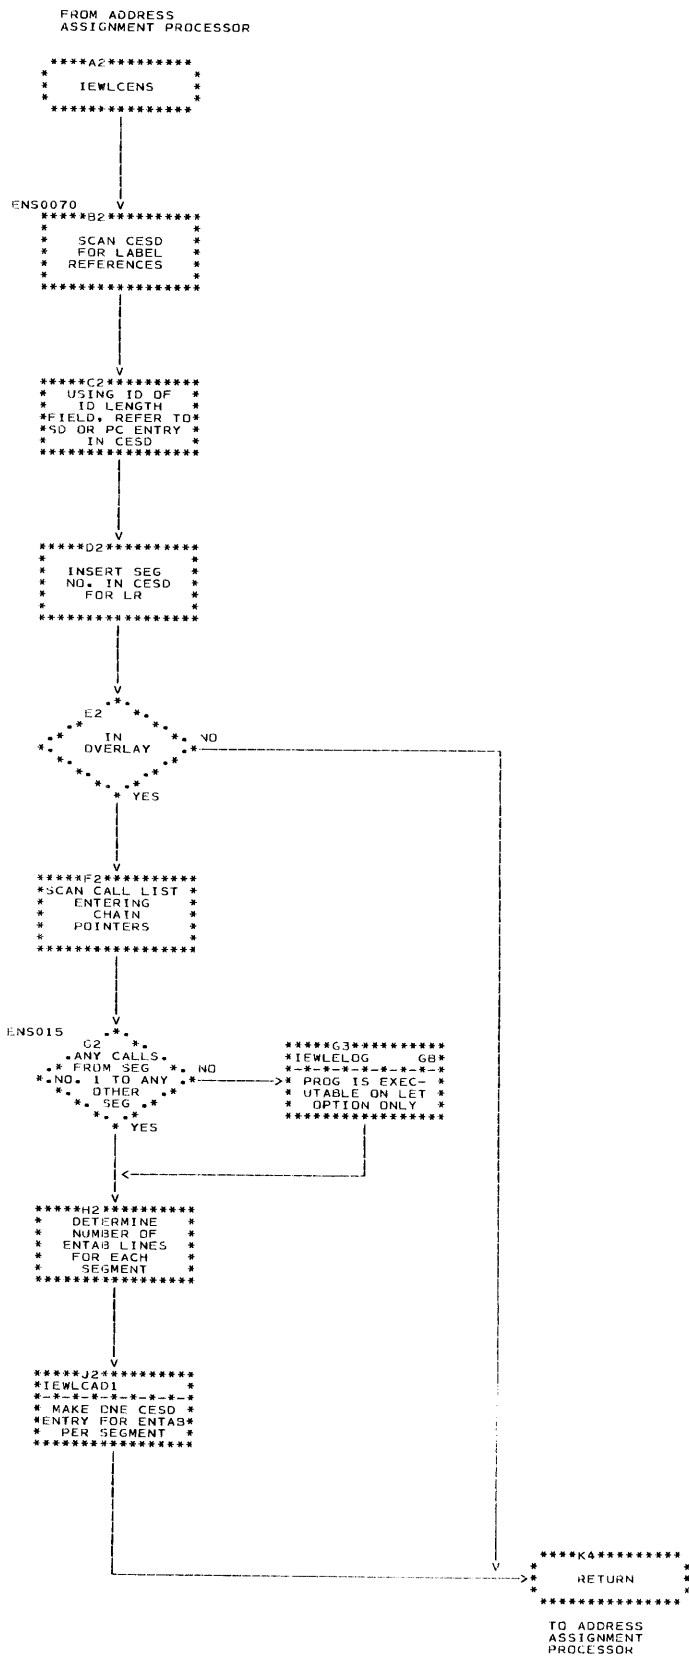 FROM ADDRESS
ASSIGNMENT PROCESSOR
A2
IEWLCENS
ENS0070
B2
SCAN CESD
FOR LABEL
REFERENCES
C2
USING ID OF
ID LENGTH
FIELD, REFER TO
SD OR PC ENTRY
IN CESD
D2
INSERT SEG
NO. IN CESD
FOR LR
E2
IN
OVERLAY
NO
YES
F2
SCAN CALL LIST
ENTERING
CHAIN
POINTERS
ENS015
G2
ANY CALLS
FROM SEG
NO. 1 TO ANY
OTHER
SEG
NO
YES
G3
IEWLELOG GB
PROG IS EXEC-
UTABLE ON LET
OPTION ONLY
H2
DETERMINE
NUMBER OF
ENTAB LINES
FOR EACH
SEGMENT
J2
IEWLCAD1
MAKE ONE CESD
ENTRY FOR ENTAB
PER SEGMENT
K4
RETURN
TO ADDRESS
ASSIGNMENT
PROCESSOR